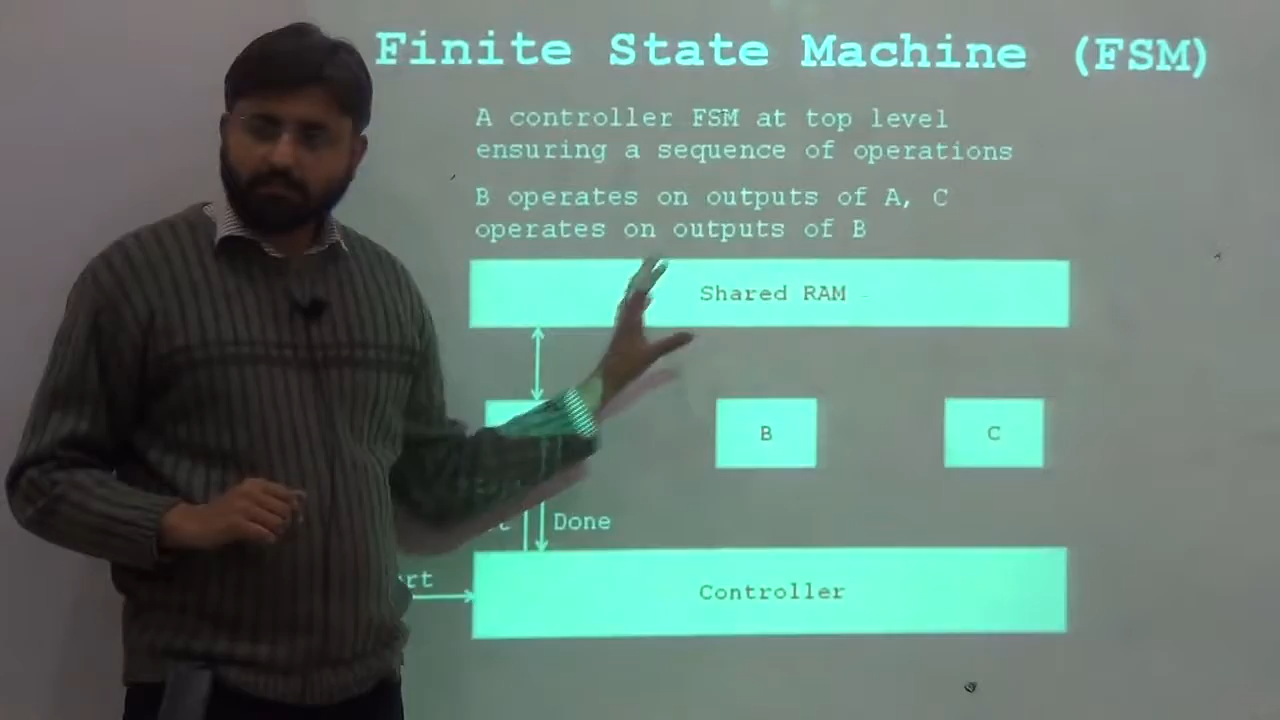 Finite State Machine (FSM)
A controller FSM at top level
ensuring a sequence of operations
B operates on outputs of A, C
operates on outputs of B
Shared RAM
B
C
Done
Controller